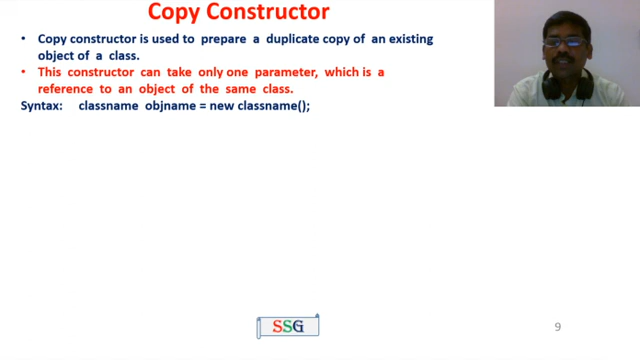 Copy Constructor
• Copy constructor is used to prepare a duplicate copy of an existing
object of a class.
• This constructor can take only one parameter, which is a
reference to an object of the same class.
Syntax: classname objname = new classname();
SSG
9